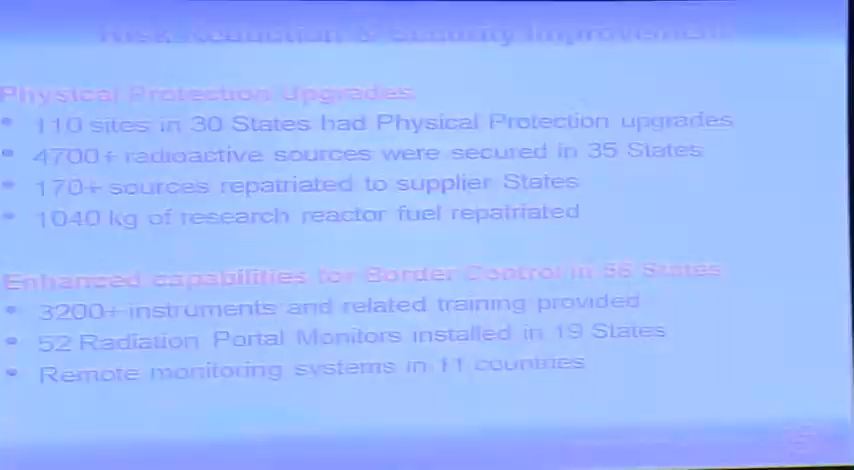 Risk Reduction & Security Improvement
Physical Protection Upgrades
• 110 sites in 30 States had Physical Protection upgrades
• 4700+ radioactive sources were secured in 35 States
• 170+ sources repatriated to supplier States
• 1040 kg of research reactor fuel repatriated
Enhanced capabilities for Border Control in States
• 3200+ instruments and related training provided
• 52 Radiation Portal Monitors installed in 19 States
• Remote monitoring systems in 11 countries